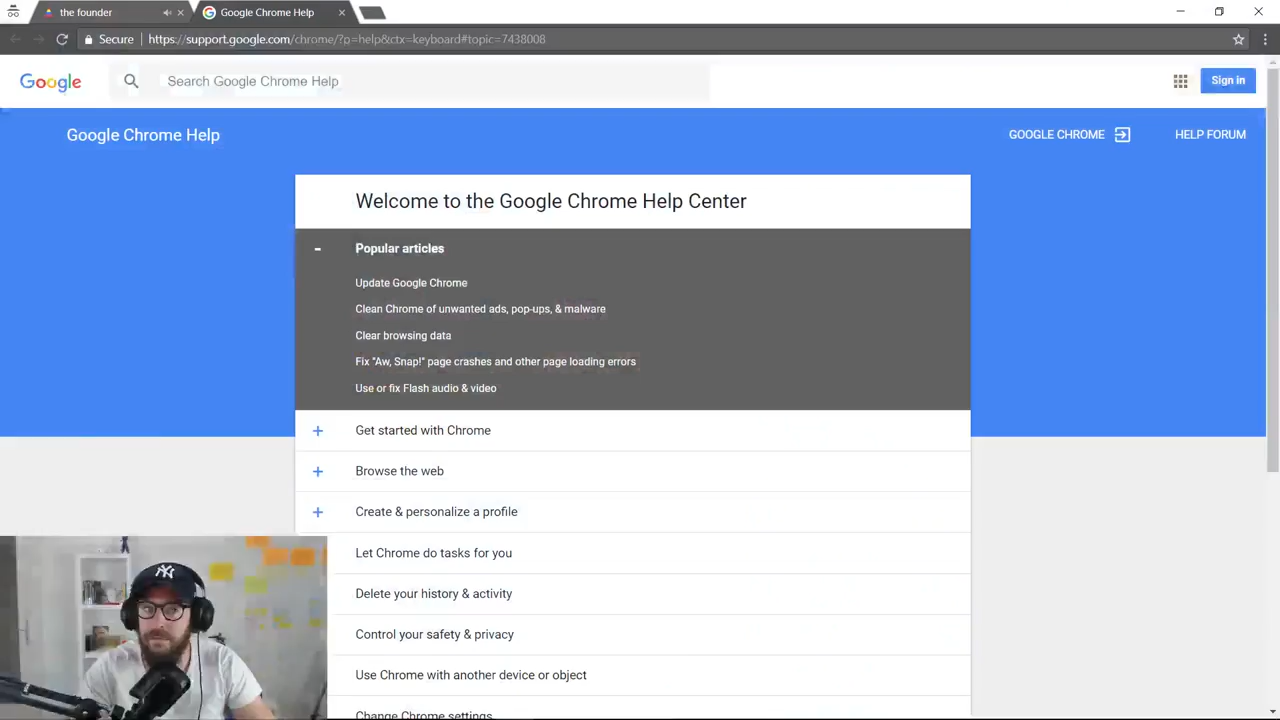 the founder
Google Chrome Help
Secure
https://support.google.com/chrome/?p=help&ctx=keyboard#topic=7438008
Google
Search Google Chrome Help
Sign in
Google Chrome Help
GOOGLE CHROME
HELP FORUM
Welcome to the Google Chrome Help Center
- Popular articles
Update Google Chrome
Clean Chrome of unwanted ads, pop-ups, & malware
Clear browsing data
Fix "Aw, Snap!" page crashes and other page loading errors
Use or fix Flash audio & video
+ Get started with Chrome
+ Browse the web
+ Create & personalize a profile
Let Chrome do tasks for you
Delete your history & activity
Control your safety & privacy
Use Chrome with another device or object
Change Chrome settings